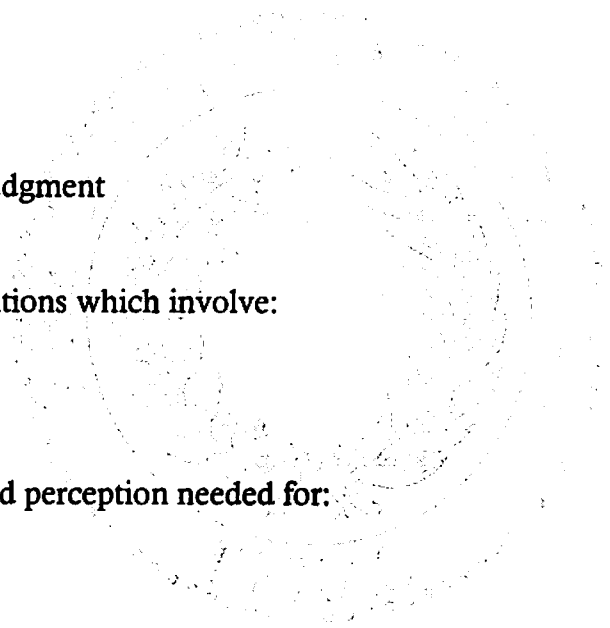 dgment
tions which involve:
d perception needed for: